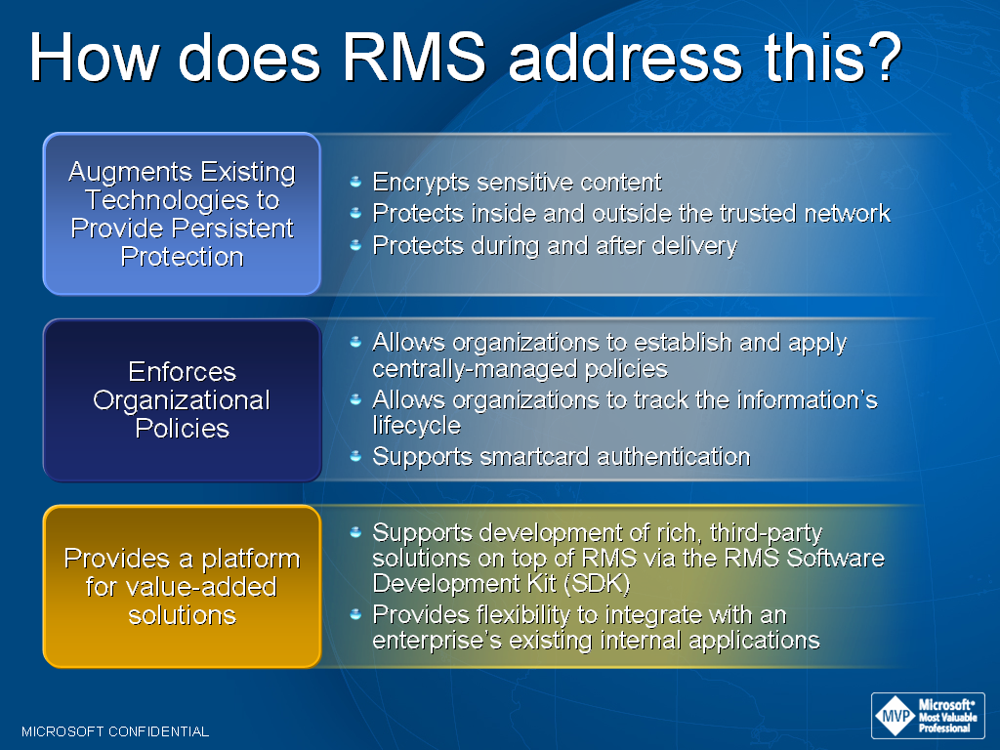 How does RMS address this?
Augments Existing
Technologies to
Provide Persistent
Protection
Encrypts sensitive content
Protects inside and outside the trusted network
Protects during and after delivery
Enforces
Organizational
Policies
Allows organizations to establish and apply
centrally-managed policies
Allows organizations to track the information's
lifecycle
Supports smartcard authentication
Provides a platform
for value-added
solutions
Supports development of rich, third-party
solutions on top of RMS via the RMS Software
Development Kit (SDK)
Provides flexibility to integrate with an
enterprise's existing internal applications
MICROSOFT CONFIDENTIAL
MVP
Microsoft®
Most Valuable
Professional